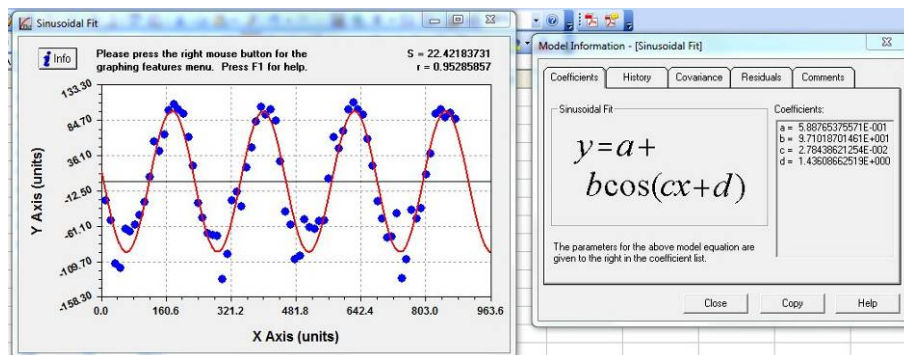 Sinusoidal Fit
Info
Please press the right mouse button for the
graphing features menu. Press F1 for help.
S = 22.42183731
r = 0.95285857
Y Axis (units)
133.30
84.70
36.10
-12.50
-61.10
-109.70
-158.30
0.0
160.6
321.2
481.8
642.4
803.0
963.6
X Axis (units)
Model Information - [Sinusoidal Fit]
Coefficients
History
Covariance
Residuals
Comments
Sinusoidal Fit
y=a+
bcos(cx+d)
The parameters for the above model equation are
given to the right in the coefficient list.
Coefficients:
a = 5.88765375571E-001
b = 9.71018701461E+001
c = 2.78438621254E-002
d = 1.43608662519E+000
Close
Copy
Help